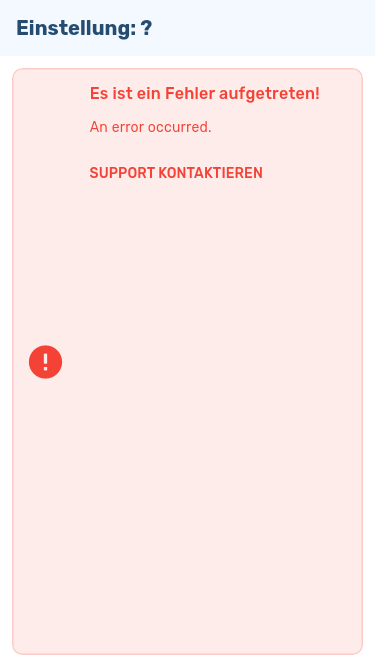 Einstellung: ?
Es ist ein Fehler aufgetreten!
An error occurred.
SUPPORT KONTAKTIEREN